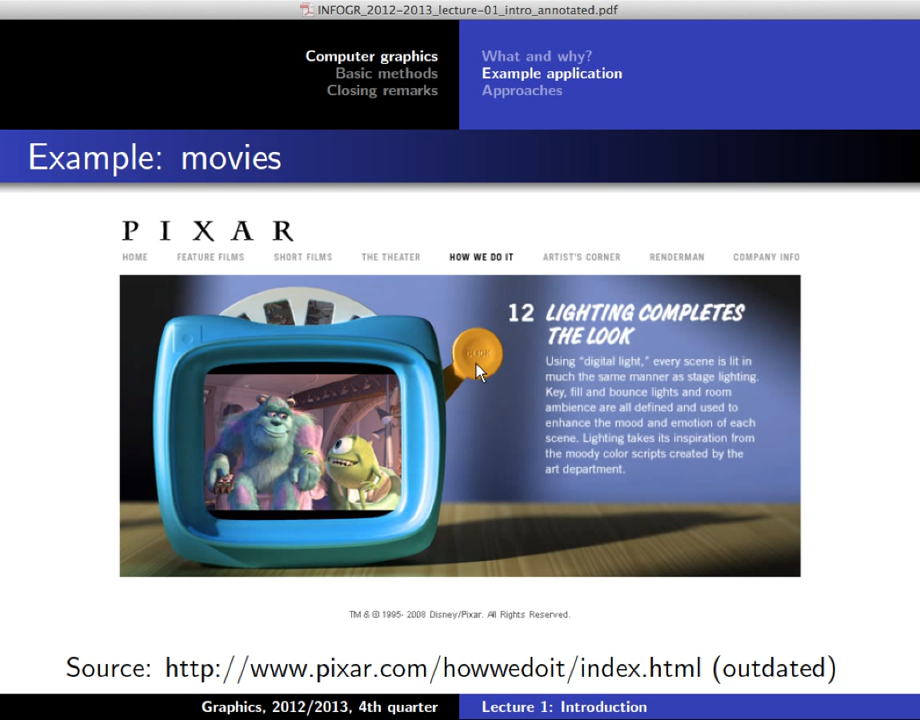 INFOGR_2012-2013_lecture-01_intro_annotated.pdf
Computer graphics
Basic methods
Closing remarks
What and why?
Example application
Approaches
Example: movies
PIXAR
HOME FEATURE FILMS SHORT FILMS THE THEATER HOW WE DO IT ARTIST'S CORNER RENDERMAN COMPANY INFO
CLICK
12 LIGHTING COMPLETES
THE LOOK
Using “digital light,” every scene is lit in
much the same manner as stage lighting.
Key, fill and bounce lights and room
ambience are all defined and used to
enhance the mood and emotion of each
scene. Lighting takes its inspiration from
the moody color scripts created by the
art department.
TM & © 1995- 2008 Disney/Pixar. All Rights Reserved.
Source: http://www.pixar.com/howwedoit/index.html (outdated)
Graphics, 2012/2013, 4th quarter
Lecture 1: Introduction